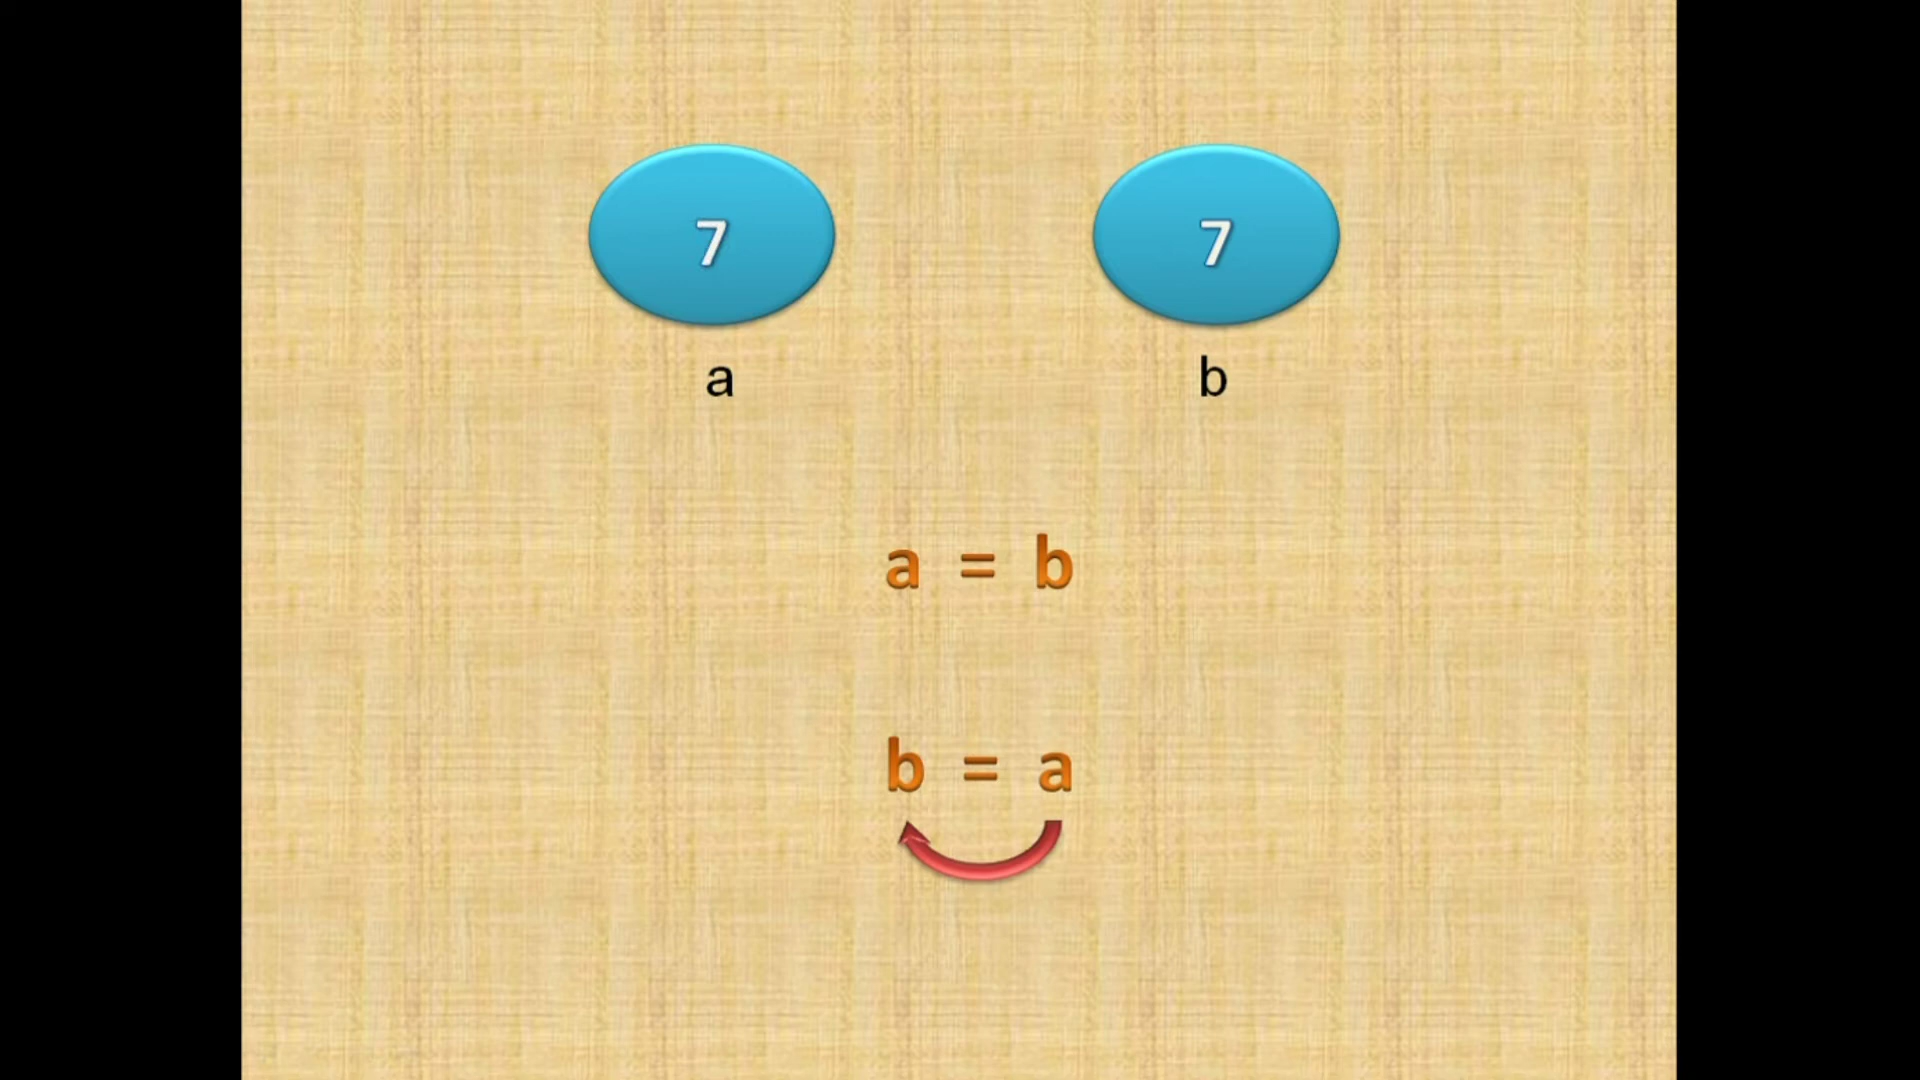 7 7
a b
a = b
b = a